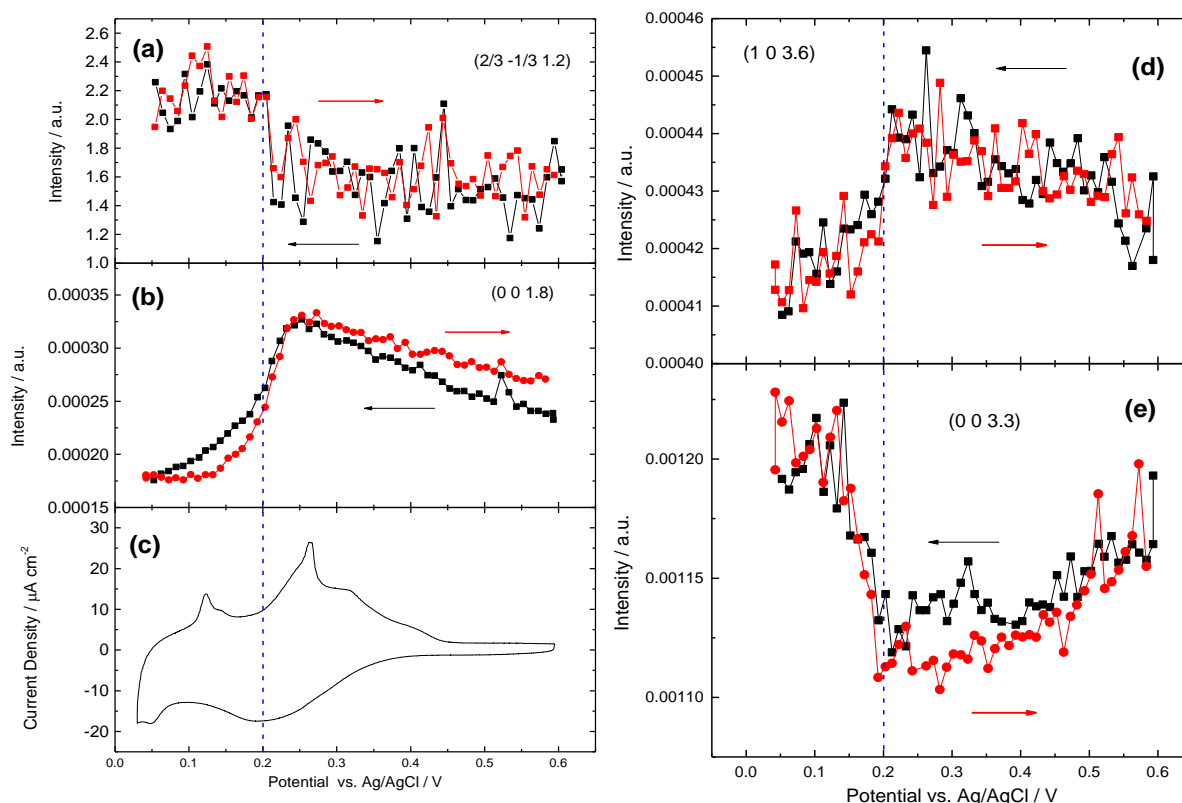 (a)
(2/3 -1/3 1.2)
Intensity / a.u.
2.6
2.4
2.2
2.0
1.8
1.6
1.4
1.2
1.0
(b)
(0 0 1.8)
Intensity / a.u.
0.00035
0.00030
0.00025
0.00020
0.00015
(c)
Current Density / μA cm-2
30
20
10
0
-10
-20
0.0 0.1 0.2 0.3 0.4 0.5 0.6
Potential vs. Ag/AgCl / V
(d)
(1 0 3.6)
Intensity / a.u.
0.00046
0.00045
0.00044
0.00043
0.00042
0.00041
0.00040
(e)
(0 0 3.3)
Intensity / a.u.
0.00120
0.00115
0.00110
0.0 0.1 0.2 0.3 0.4 0.5 0.6
Potential vs. Ag/AgCl / V